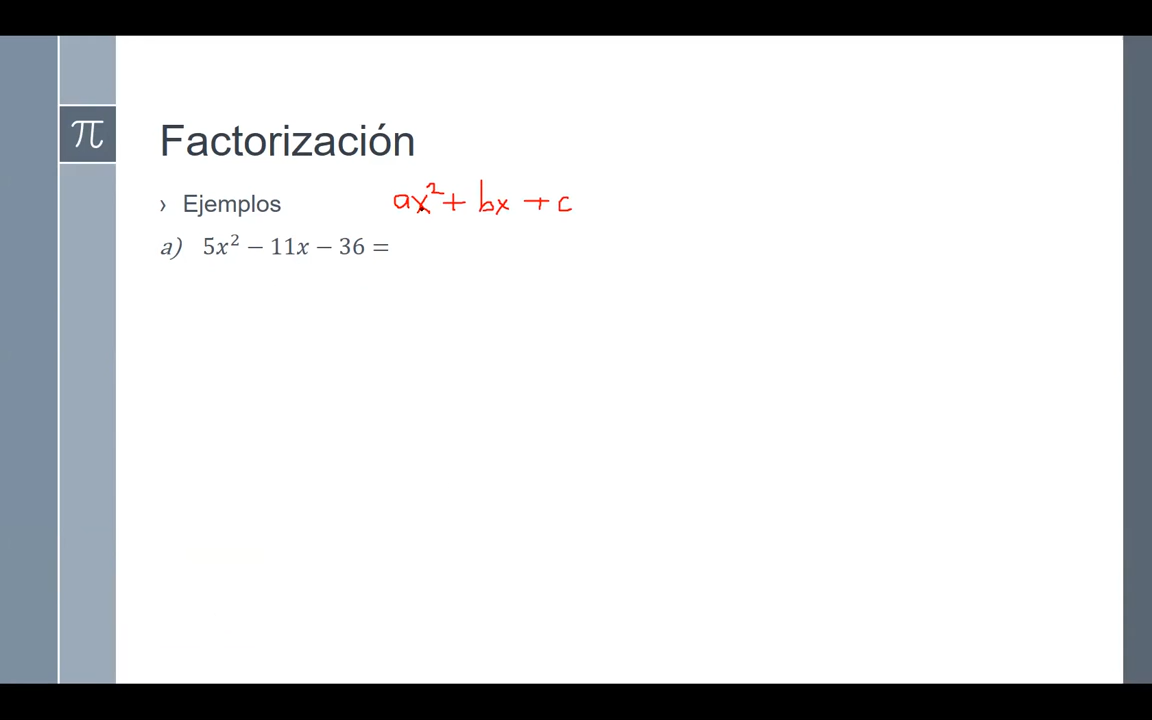 π
Factorización
› Ejemplos
ax² + bx + c
a) 5x² − 11x − 36 =